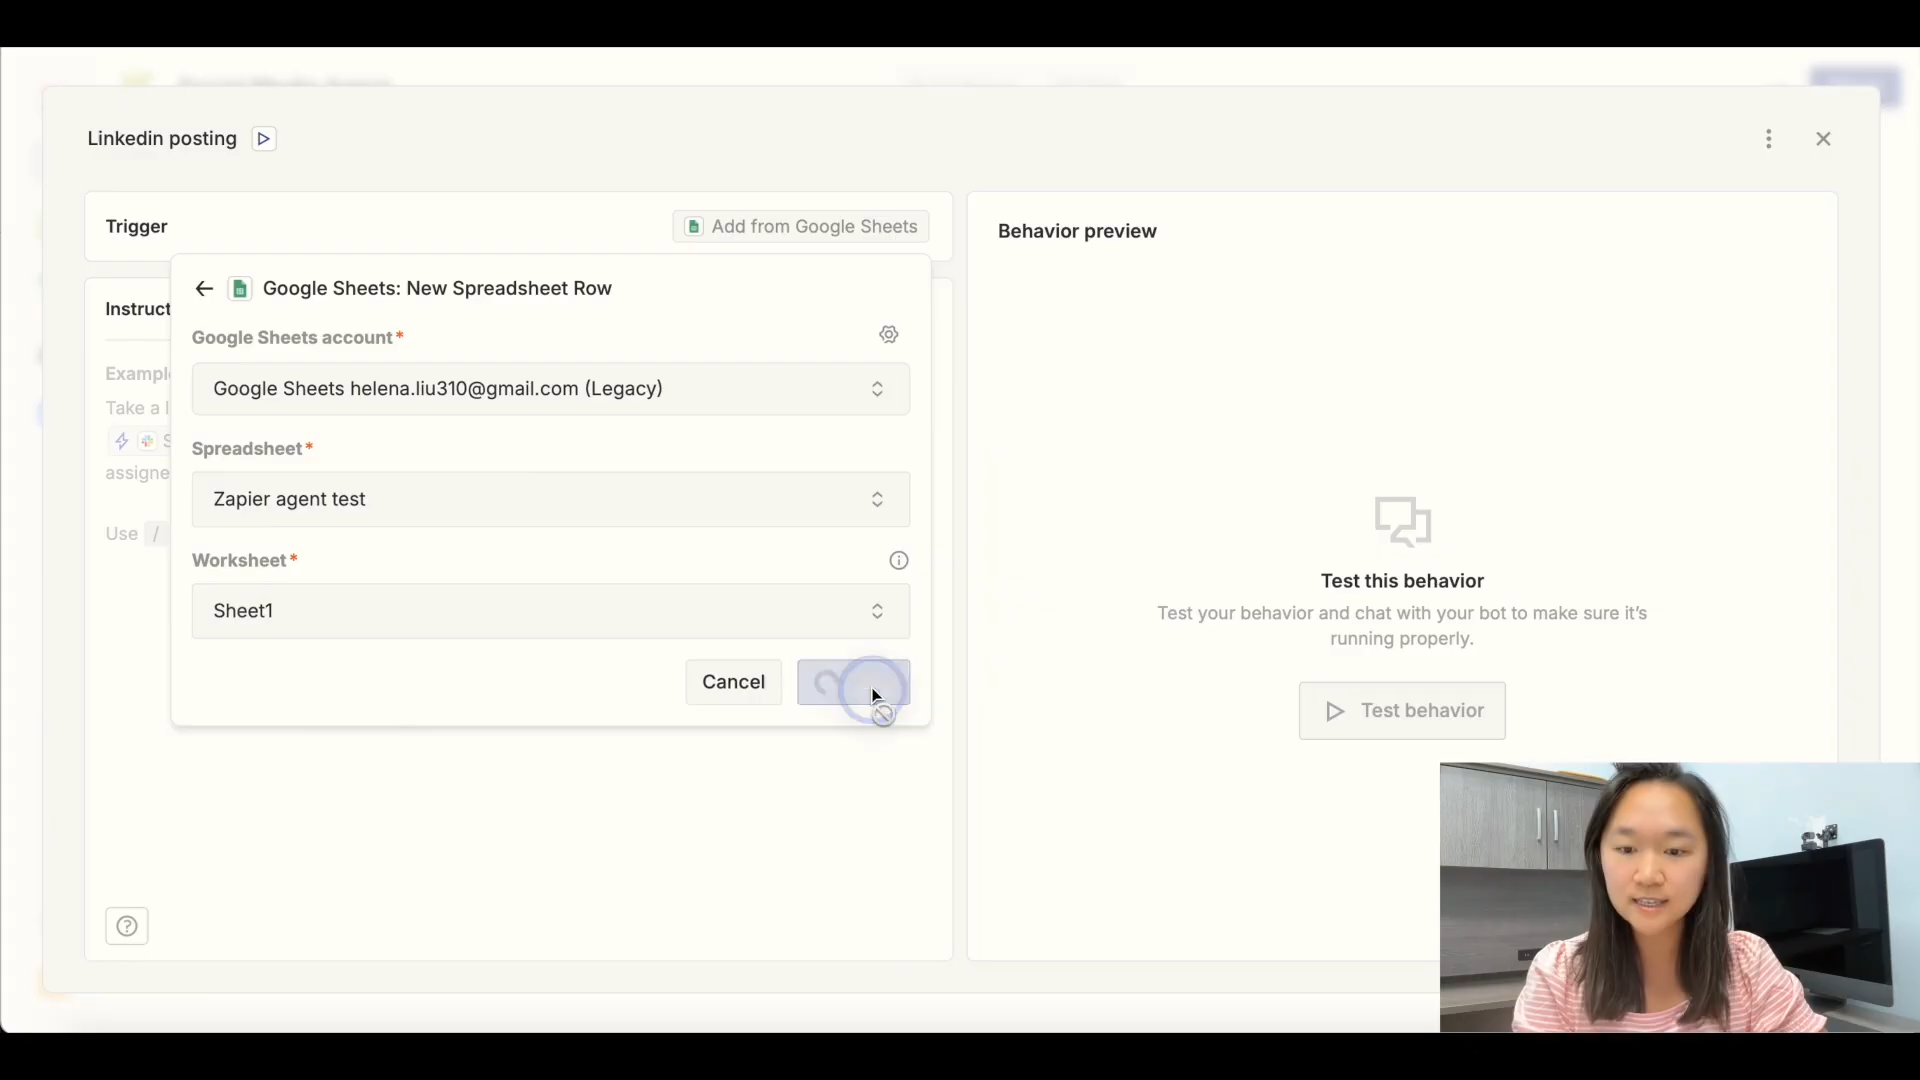 Linkedin posting
Trigger
Add from Google Sheets
Behavior preview
Google Sheets: New Spreadsheet Row
Instruct
Google Sheets account*
Exampl
Google Sheets helena.liu310@gmail.com (Legacy)
Take a l
Spreadsheet*
S
assigne
Zapier agent test
Use /
Worksheet*
Sheet1
Cancel
Test this behavior
Test your behavior and chat with your bot to make sure it's
running properly.
Test behavior